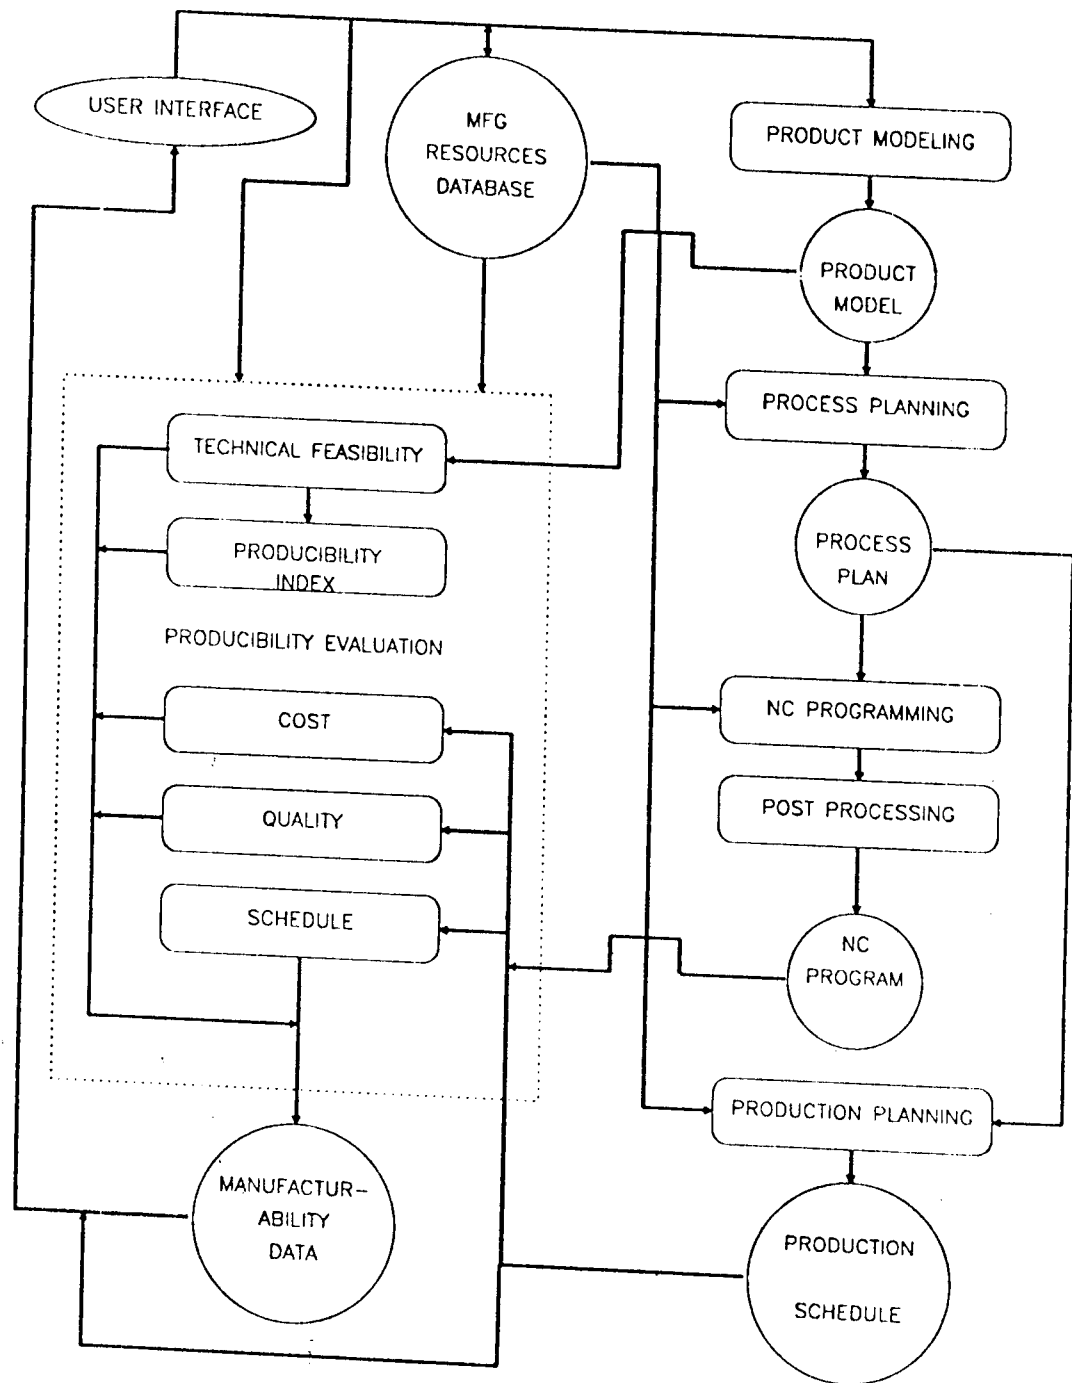 USER INTERFACE
MFG
RESOURCES
DATABASE
PRODUCT MODELING
PRODUCT
MODEL
PROCESS PLANNING
TECHNICAL FEASIBILITY
PROCESS
PLAN
PRODUCIBILITY
INDEX
PRODUCIBILITY EVALUATION
COST
NC PROGRAMMING
QUALITY
POST PROCESSING
SCHEDULE
NC
PROGRAM
PRODUCTION PLANNING
MANUFACTUR-
ABILITY
DATA
PRODUCTION
SCHEDULE